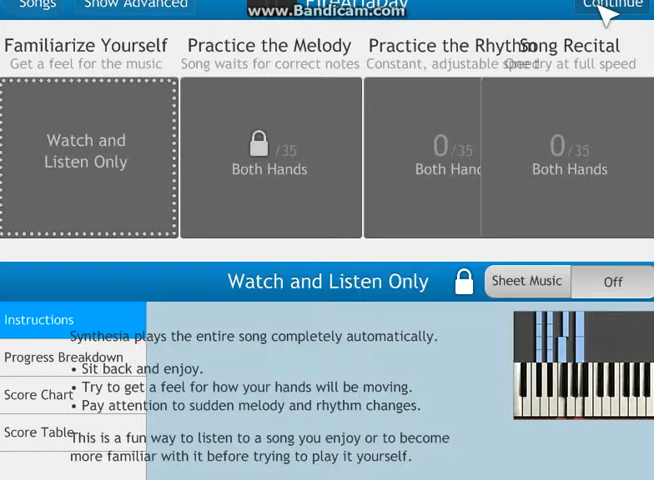 Songs
Show Advanced
www.Bandicam.com
FireAriaDay
Continue
Familiarize Yourself
Get a feel for the music
Practice the Melody
Song waits for correct notes
Practice the Rhythm
Constant, adjustable speed
Song Recital
One try at full speed
Watch and
Listen Only
/35
Both Hands
0/35
Both Hands
0/35
Both Hands
Watch and Listen Only
Sheet Music
Off
Instructions
Progress Breakdown
Score Chart
Score Table
Synthesia plays the entire song completely automatically.
• Sit back and enjoy.
• Try to get a feel for how your hands will be moving.
• Pay attention to sudden melody and rhythm changes.
This is a fun way to listen to a song you enjoy or to become
more familiar with it before trying to play it yourself.